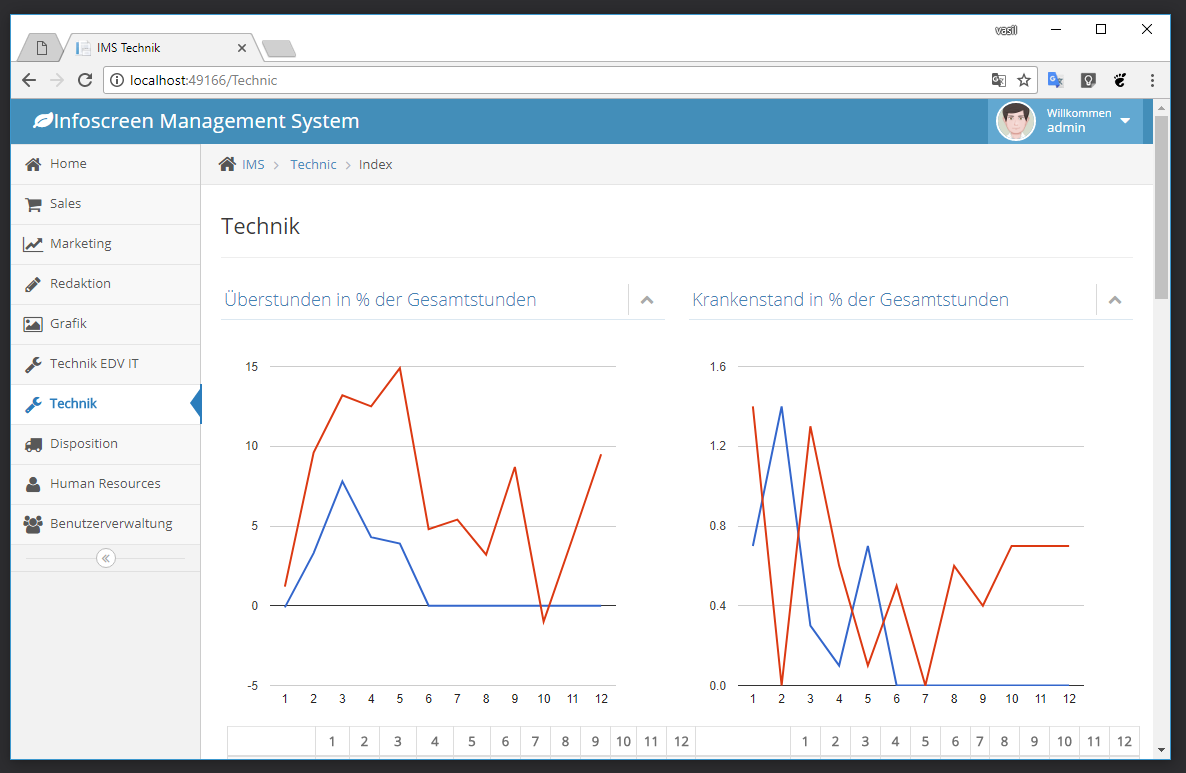 vasil
IMS Technik
localhost:49166/Technic
Infoscreen Management System
Willkommen
admin
Home
Sales
Marketing
Redaktion
Grafik
Technik EDV IT
Technik
Disposition
Human Resources
Benutzerverwaltung
IMS Technic Index
Technik
Überstunden in % der Gesamtstunden
15
10
5
0
-5
1 2 3 4 5 6 7 8 9 10 11 12
1 2 3 4 5 6 7 8 9 10 11 12
Krankenstand in % der Gesamtstunden
1.6
1.2
0.8
0.4
0.0
1 2 3 4 5 6 7 8 9 10 11 12
1 2 3 4 5 6 7 8 9 10 11 12